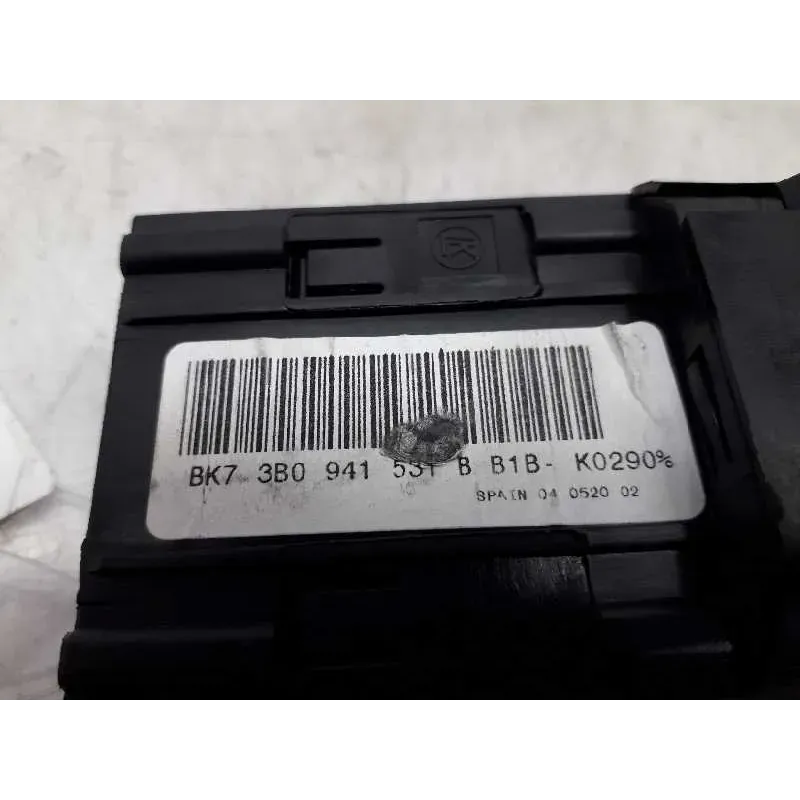 K
BK7 3B0 941 531 B B1B- K0290%
SPAIN 04 0520 02